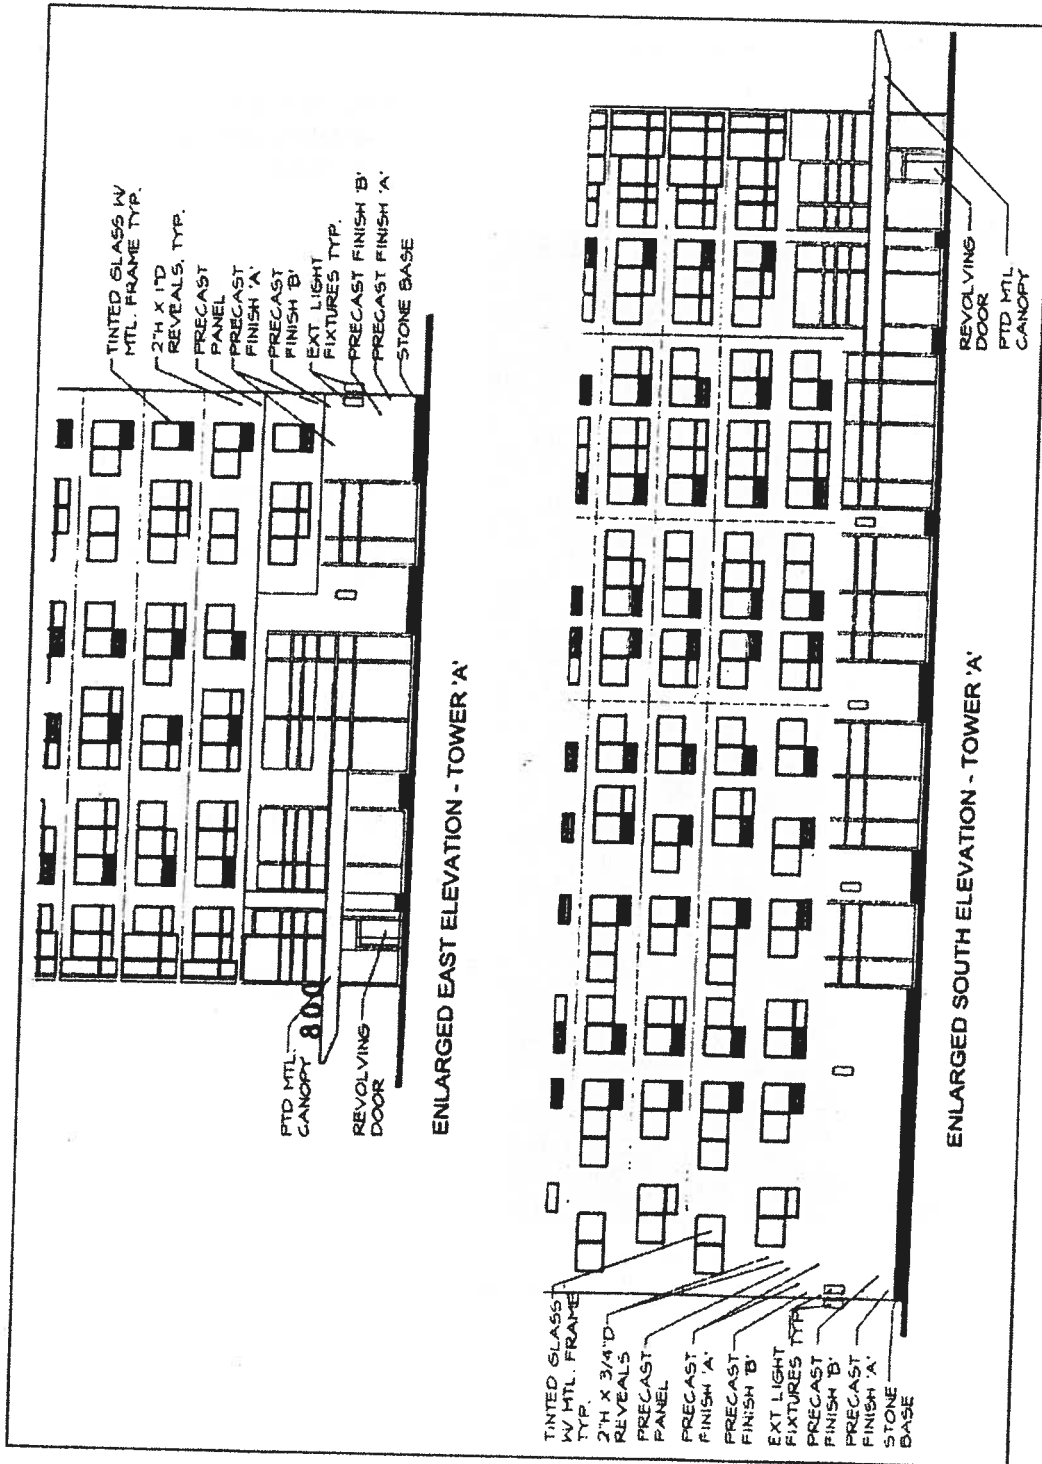 TINTED GLASS W/
MTL. FRAME TYP.
2"H X 1"D
REVEALS, TYP.
PRECAST
PANEL
PRECAST
FINISH 'A'
PRECAST
FINISH 'B'
EXT LIGHT
FIXTURES TYP.
PRECAST FINISH 'B'
PRECAST FINISH 'A'
STONE BASE
PTD MTL
CANOPY
800
REVOLVING
DOOR
ENLARGED EAST ELEVATION - TOWER 'A'
TINTED GLASS
W/ MTL. FRAME
TYP.
2"H X 3/4"D
REVEALS
PRECAST
PANEL
PRECAST
FINISH 'A'
PRECAST
FINISH 'B'
EXT LIGHT
FIXTURES TYP
PRECAST
FINISH 'B'
PRECAST
FINISH 'A'
STONE
BASE
REVOLVING
DOOR
PTD MTL
CANOPY
ENLARGED SOUTH ELEVATION - TOWER 'A'